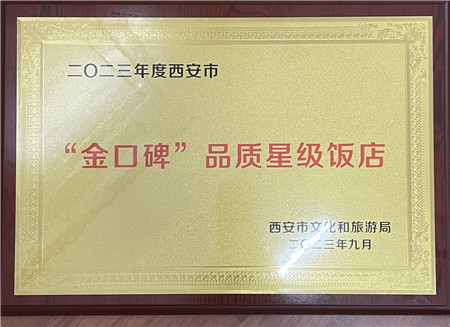 二〇二三年度西安市
“金口碑”品质星级饭店
西安市文化和旅游局
二〇二三年九月